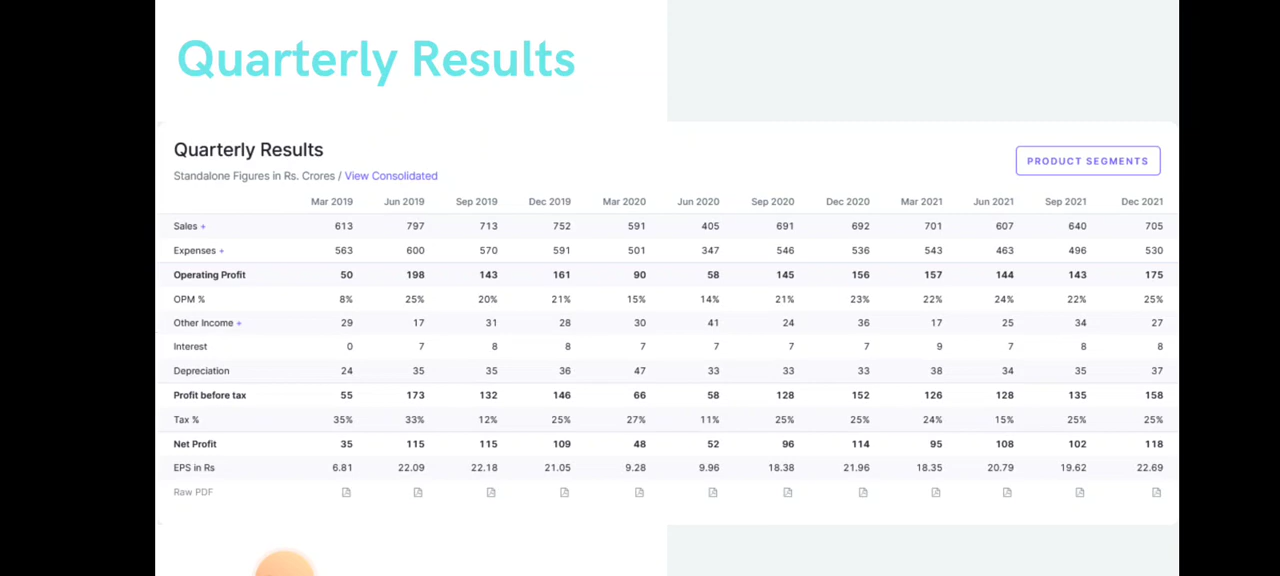 Quarterly Results
Quarterly Results
PRODUCT SEGMENTS
Standalone Figures in Rs. Crores / View Consolidated
Mar 2019 Jun 2019 Sep 2019 Dec 2019 Mar 2020 Jun 2020 Sep 2020 Dec 2020 Mar 2021 Jun 2021 Sep 2021 Dec 2021
Sales + 613 797 713 752 591 405 691 692 701 607 640 705
Expenses + 563 600 570 591 501 347 546 536 543 463 496 530
Operating Profit 50 198 143 161 90 58 145 156 157 144 143 175
OPM % 8% 25% 20% 21% 15% 14% 21% 23% 22% 24% 22% 25%
Other Income + 29 17 31 28 30 41 24 36 17 25 34 27
Interest 0 7 8 8 7 7 7 7 9 7 8 8
Depreciation 24 35 35 36 47 33 33 33 38 34 35 37
Profit before tax 55 173 132 146 66 58 128 152 126 128 135 158
Tax % 35% 33% 12% 25% 27% 11% 25% 25% 24% 15% 25% 25%
Net Profit 35 115 115 109 48 52 96 114 95 108 102 118
EPS in Rs 6.81 22.09 22.18 21.05 9.28 9.96 18.38 21.96 18.35 20.79 19.62 22.69
Raw PDF